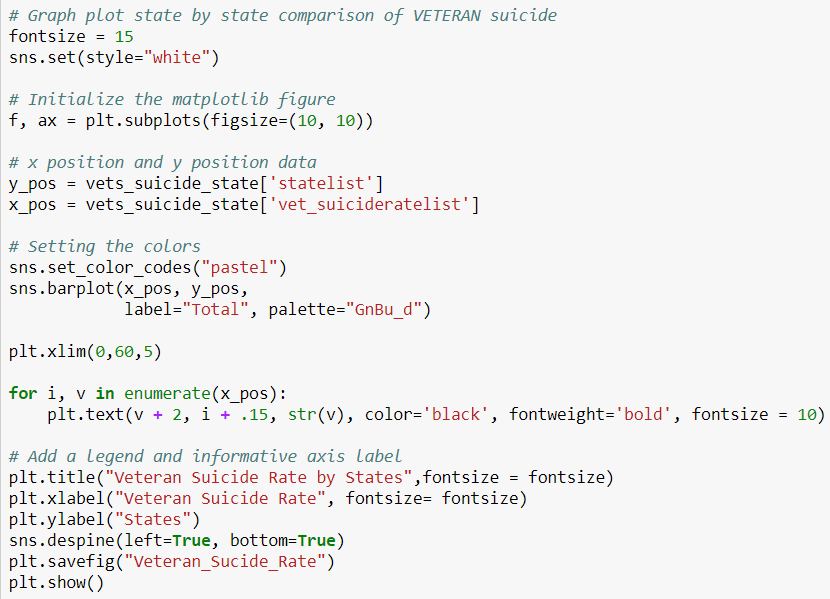 # Graph plot state by state comparison of VETERAN suicide
fontsize = 15
sns.set(style="white")
# Initialize the matplotlib figure
f, ax = plt.subplots(figsize=(10, 10))
# x position and y position data
y_pos = vets_suicide_state['statelist']
x_pos = vets_suicide_state['vet_suicideratelist']
# Setting the colors
sns.set_color_codes("pastel")
sns.barplot(x_pos, y_pos,
            label="Total", palette="GnBu_d")
plt.xlim(0,60,5)
for i, v in enumerate(x_pos):
    plt.text(v + 2, i + .15, str(v), color='black', fontweight='bold', fontsize = 10)
# Add a legend and informative axis label
plt.title("Veteran Suicide Rate by States",fontsize = fontsize)
plt.xlabel("Veteran Suicide Rate", fontsize= fontsize)
plt.ylabel("States")
sns.despine(left=True, bottom=True)
plt.savefig("Veteran_Sucide_Rate")
plt.show()